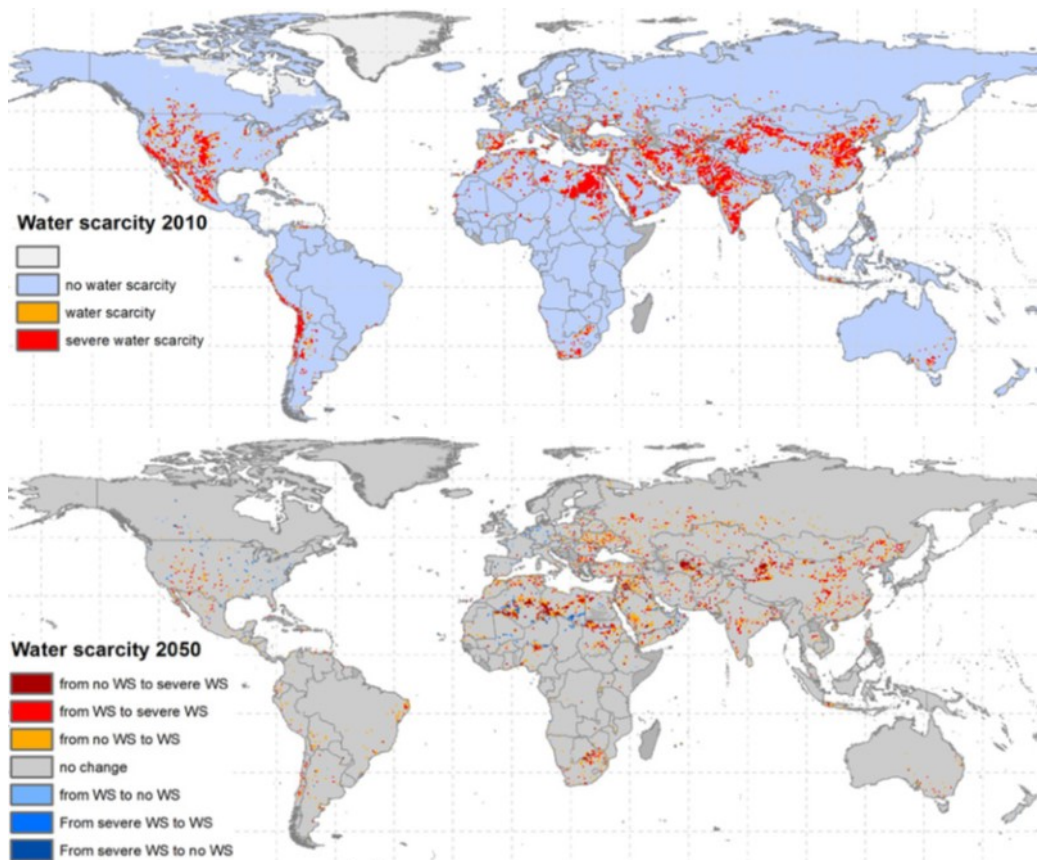 Water scarcity 2010
no water scarcity
water scarcity
severe water scarcity
Water scarcity 2050
from no WS to severe WS
from WS to severe WS
from no WS to WS
no change
from WS to no WS
From severe WS to WS
From severe WS to no WS